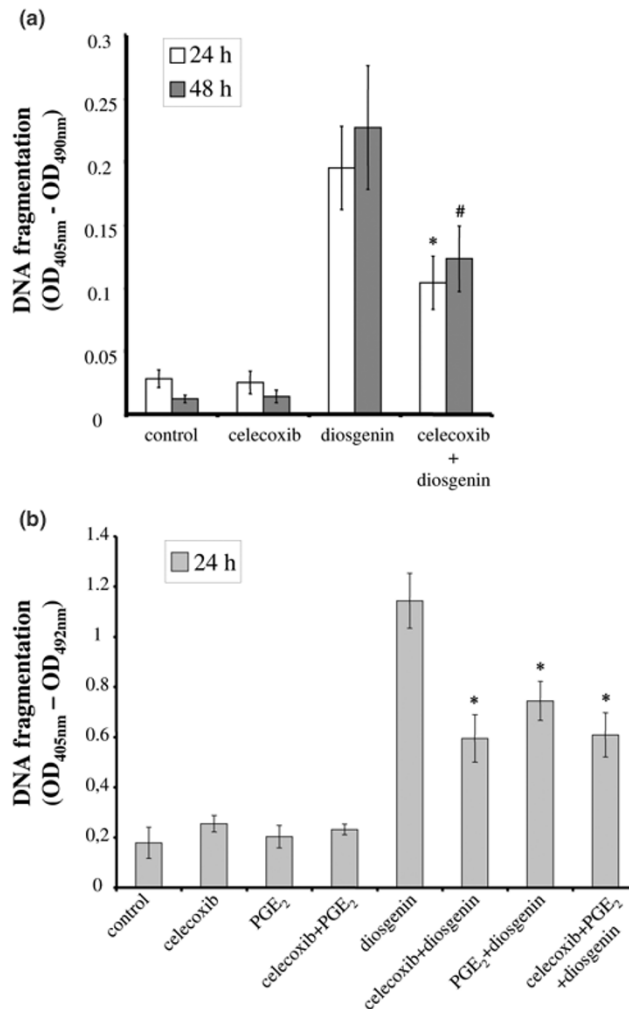 (a)
0.3
0.25
0.2
0.15
0.1
0.05
0
DNA fragmentation
(OD405nm - OD490nm)
24 h
48 h
*
#
control
celecoxib
diosgenin
celecoxib
+
diosgenin
(b)
1.4
1.2
1
0.8
0.6
0.4
0,2
0
DNA fragmentation
(OD405nm – OD492nm)
24 h
*
*
*
control
celecoxib
PGE2
celecoxib+PGE2
diosgenin
celecoxib+diosgenin
PGE2+diosgenin
celecoxib+PGE2
+diosgenin